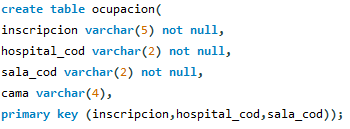 create table ocupacion(
inscripcion varchar(5) not null,
hospital_cod varchar(2) not null,
sala_cod varchar(2) not null,
cama varchar(4),
primary key (inscripcion,hospital_cod,sala_cod));